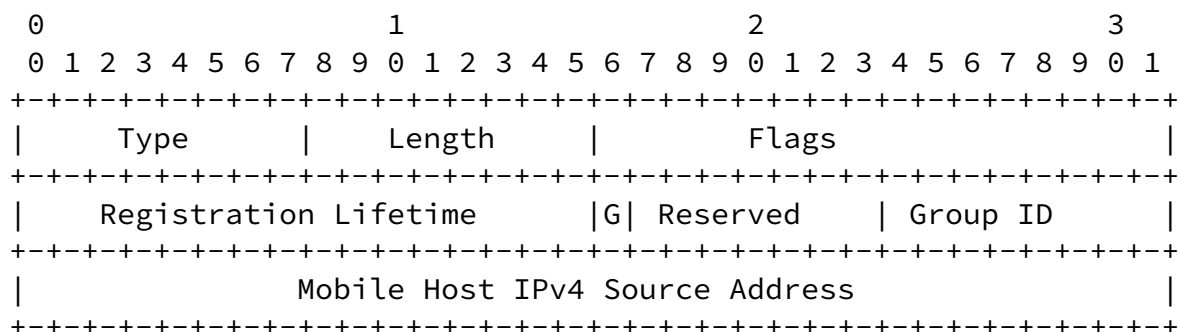 0                   1                   2                   3
 0 1 2 3 4 5 6 7 8 9 0 1 2 3 4 5 6 7 8 9 0 1 2 3 4 5 6 7 8 9 0 1
+-+-+-+-+-+-+-+-+-+-+-+-+-+-+-+-+-+-+-+-+-+-+-+-+-+-+-+-+-+-+-+-+
|     Type      |    Length     |        Flags                  |
+-+-+-+-+-+-+-+-+-+-+-+-+-+-+-+-+-+-+-+-+-+-+-+-+-+-+-+-+-+-+-+-+
|    Registration Lifetime      |G| Reserved    | Group ID      |
+-+-+-+-+-+-+-+-+-+-+-+-+-+-+-+-+-+-+-+-+-+-+-+-+-+-+-+-+-+-+-+-+
|               Mobile Host IPv4 Source Address                 |
+-+-+-+-+-+-+-+-+-+-+-+-+-+-+-+-+-+-+-+-+-+-+-+-+-+-+-+-+-+-+-+-+